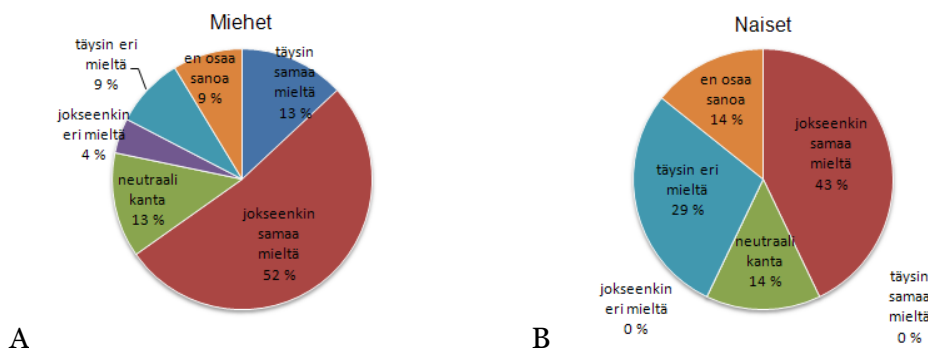 Miehet
täysin eri
mieltä
9 %
en osaa
sanoa
9 %
täysin
samaa
mieltä
13 %
jokseenkin
eri mieltä
4 %
neutraali
kanta
13 %
jokseenkin
samaa
mieltä
52 %
A
Naiset
en osaa
sanoa
14 %
jokseenkin
samaa
mieltä
43 %
täysin eri
mieltä
29 %
neutraali
kanta
14 %
jokseenkin
eri mieltä
0 %
täysin
samaa
mieltä
0 %
B